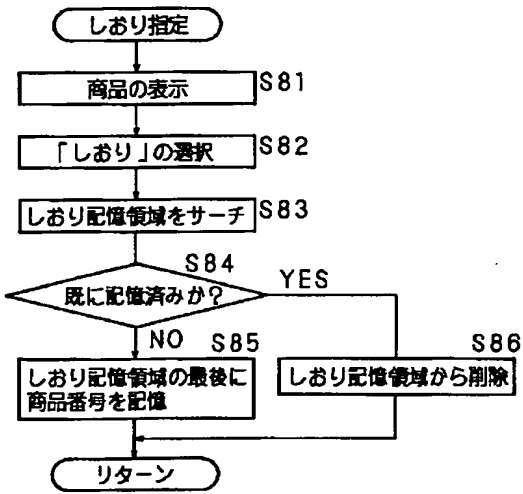 しおり指定
商品の表示 S81
「しおり」の選択 S82
しおり記憶領域をサーチ S83
S84
既に記憶済みか?
YES
NO
S85
しおり記憶領域の最後に
商品番号を記憶
S86
しおり記憶領域から削除
リターン